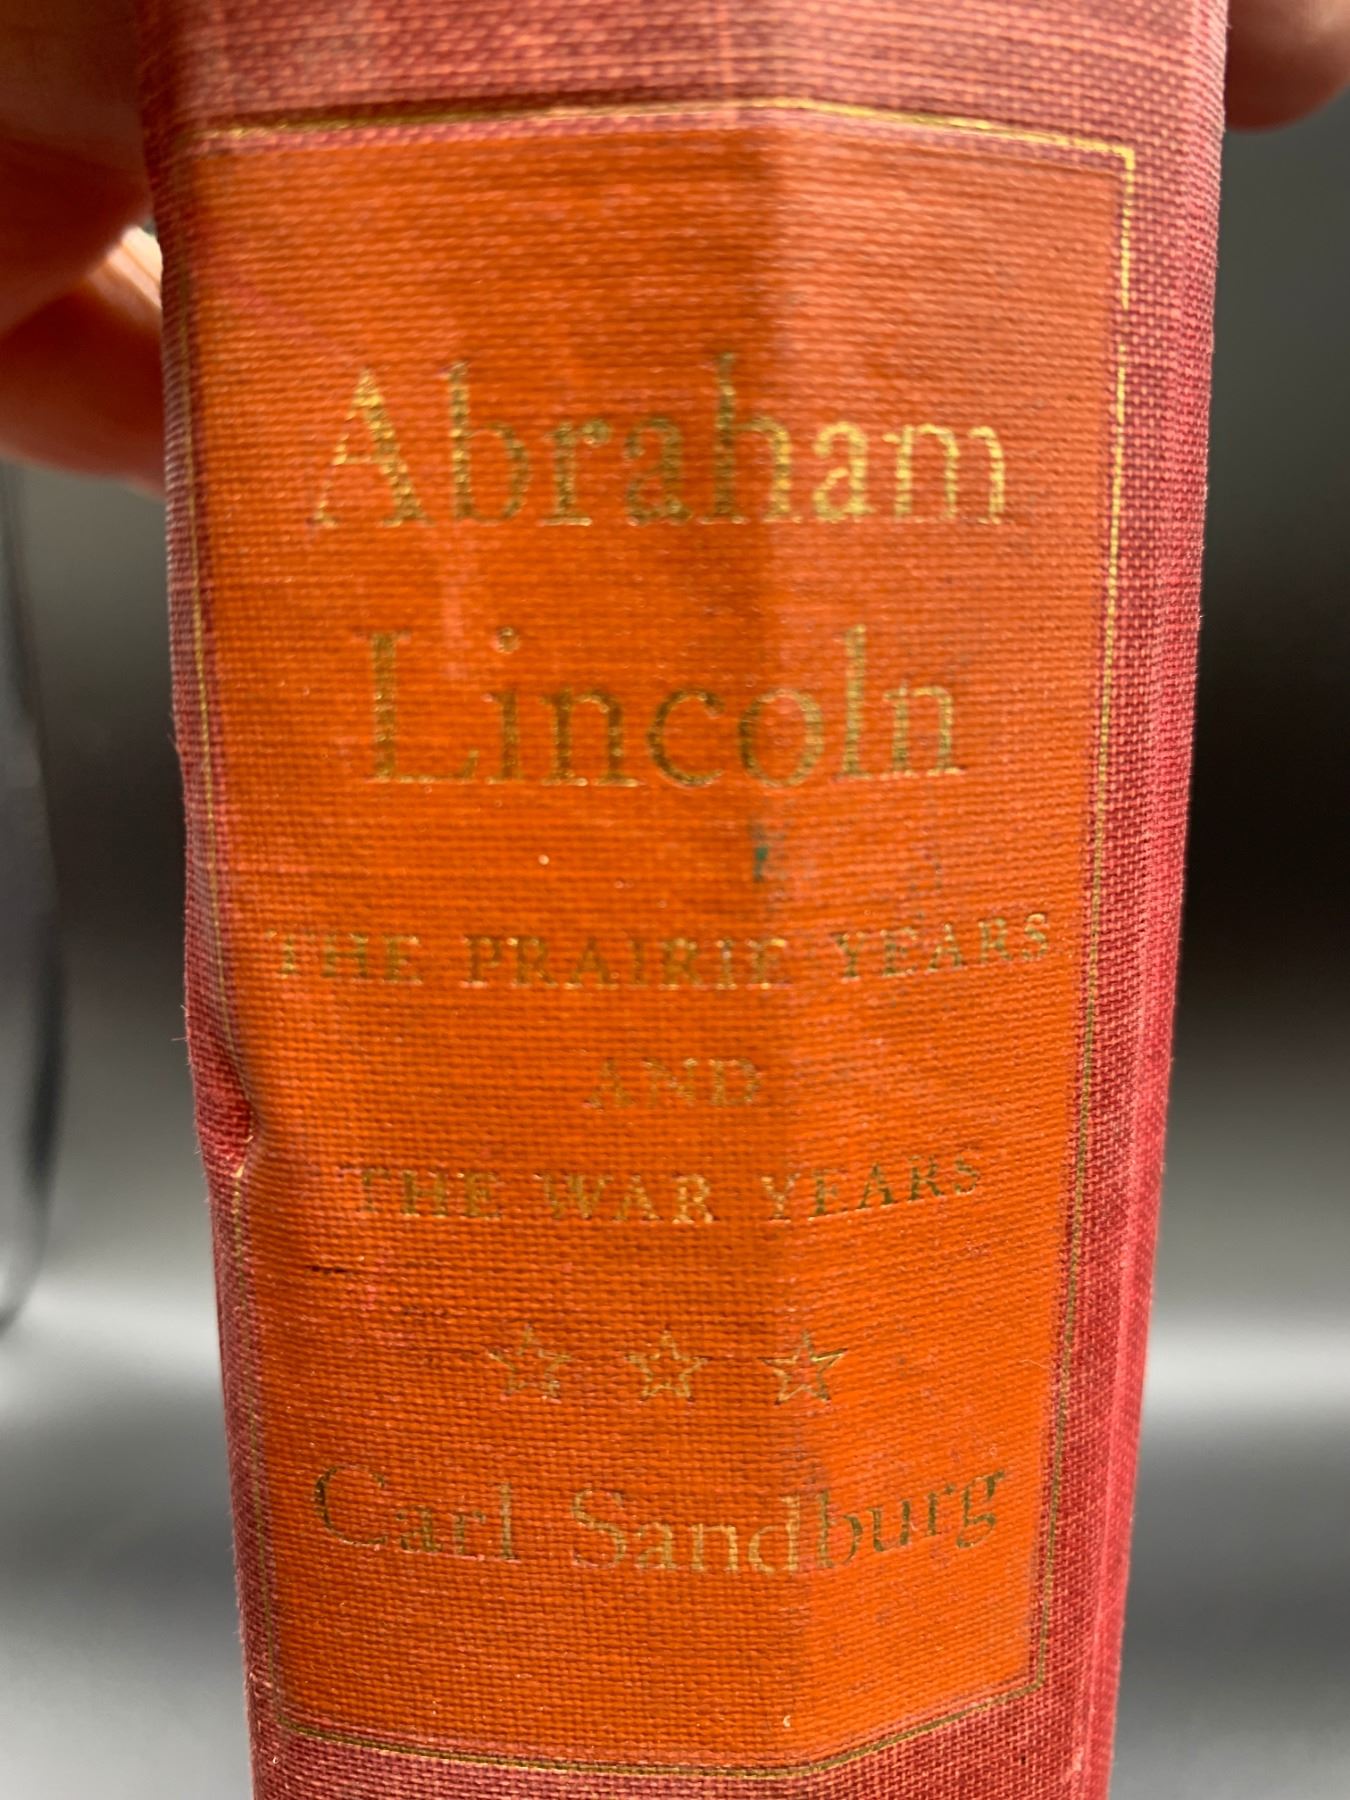 Abraham
Lincoln
THE PRAIRIE YEARS
AND
THE WAR YEARS
Carl Sandburg